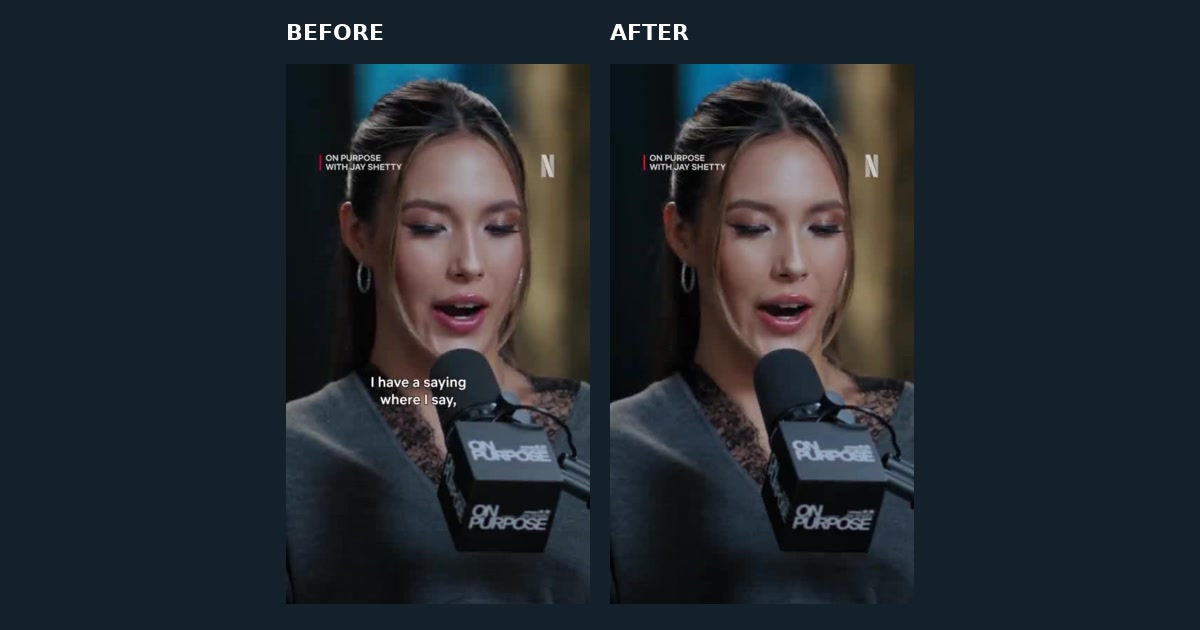 BEFORE
AFTER
ON PURPOSE
WITH JAY SHETTY
N
I have a saying
where I say,
ON
PURPOSE
ON
PURPOSE
ON PURPOSE
WITH JAY SHETTY
N
ON
PURPOSE
ON
PURPOSE